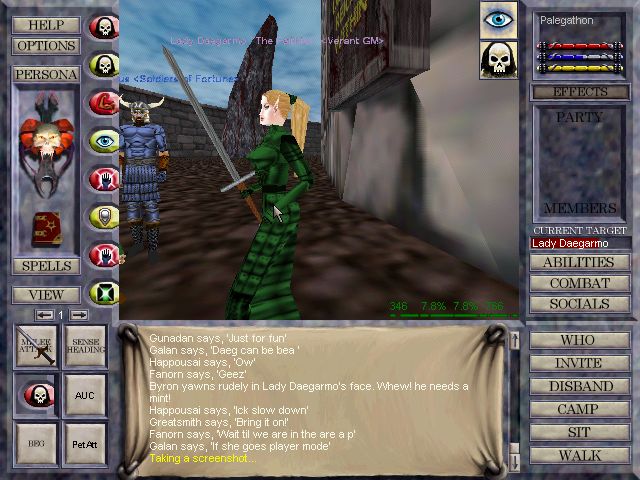 HELP
OPTIONS
PERSONA
SPELLS
VIEW
1
MELEE
ATTACK
SENSE
HEADING
AUC
BEG
Pet Att
Lady Daegarmo The <Verant GM>
us <Soldiers of Fortune>
346 7.8% 7.8% 766
Gunadan says, 'Just for fun'
Galan says, 'Daeg can be bea '
Happousai says, 'Ow'
Fanorn says, 'Geez'
Byron yawns rudely in Lady Daegarmo's face. Whew! he needs a
mint!
Happousai says, 'Ick slow down'
Greatsmith says, 'Bring it on!'
Fanorn says, 'Wait til we are in the are a p'
Galan says, 'If she goes player mode'
Taking a screenshot...
Palegathon
EFFECTS
PARTY
MEMBERS
CURRENT TARGET
Lady Daegarmo
ABILITIES
COMBAT
SOCIALS
WHO
INVITE
DISBAND
CAMP
SIT
WALK